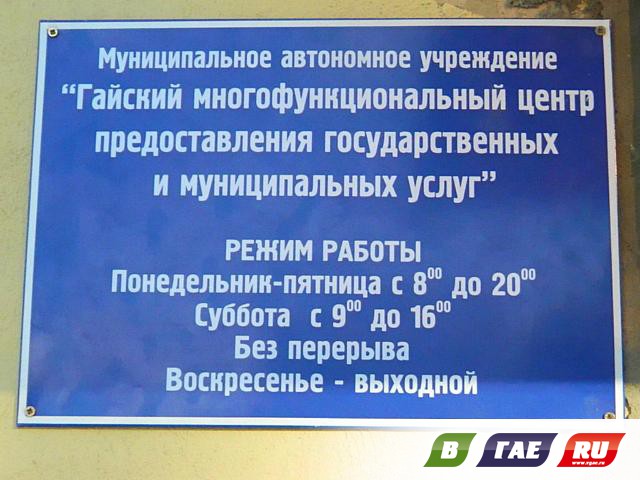 Муниципальное автономное учреждение
“Гайский многофункциональный центр
предоставления государственных
и муниципальных услуг”
РЕЖИМ РАБОТЫ
Понедельник-пятница с 8⁰⁰ до 20⁰⁰
Суббота с 9⁰⁰ до 16⁰⁰
Без перерыва
Воскресенье - выходной
В ГАЕ RU